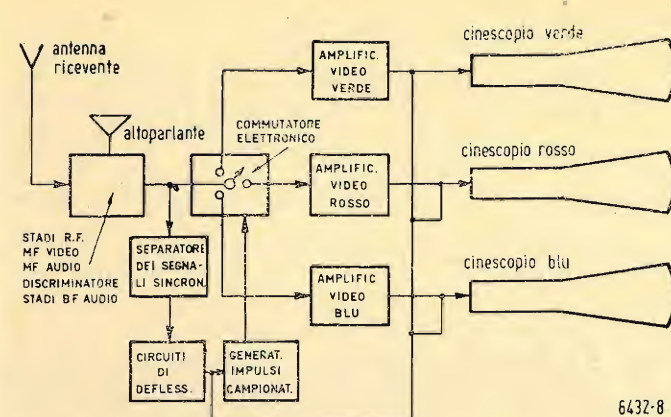 antenna
ricevente
altoparlante
STADI R.F.
MF VIDEO
MF AUDIO
DISCRIMINATORE
STADI BF AUDIO
SEPARATORE
DEI SEGNA-
LI SINCRON.
CIRCUITI
DI
DEFLESS.
GENERAT.
IMPULSI
CAMPIONAT.
COMMUTATORE
ELETTRONICO
AMPLIFIC.
VIDEO
VERDE
AMPLIFIC.
VIDEO
ROSSO
AMPLIFIC
VIDEO
BLU
cinescopio verde
cinescopio rosso
cinescopio blu
6432-8